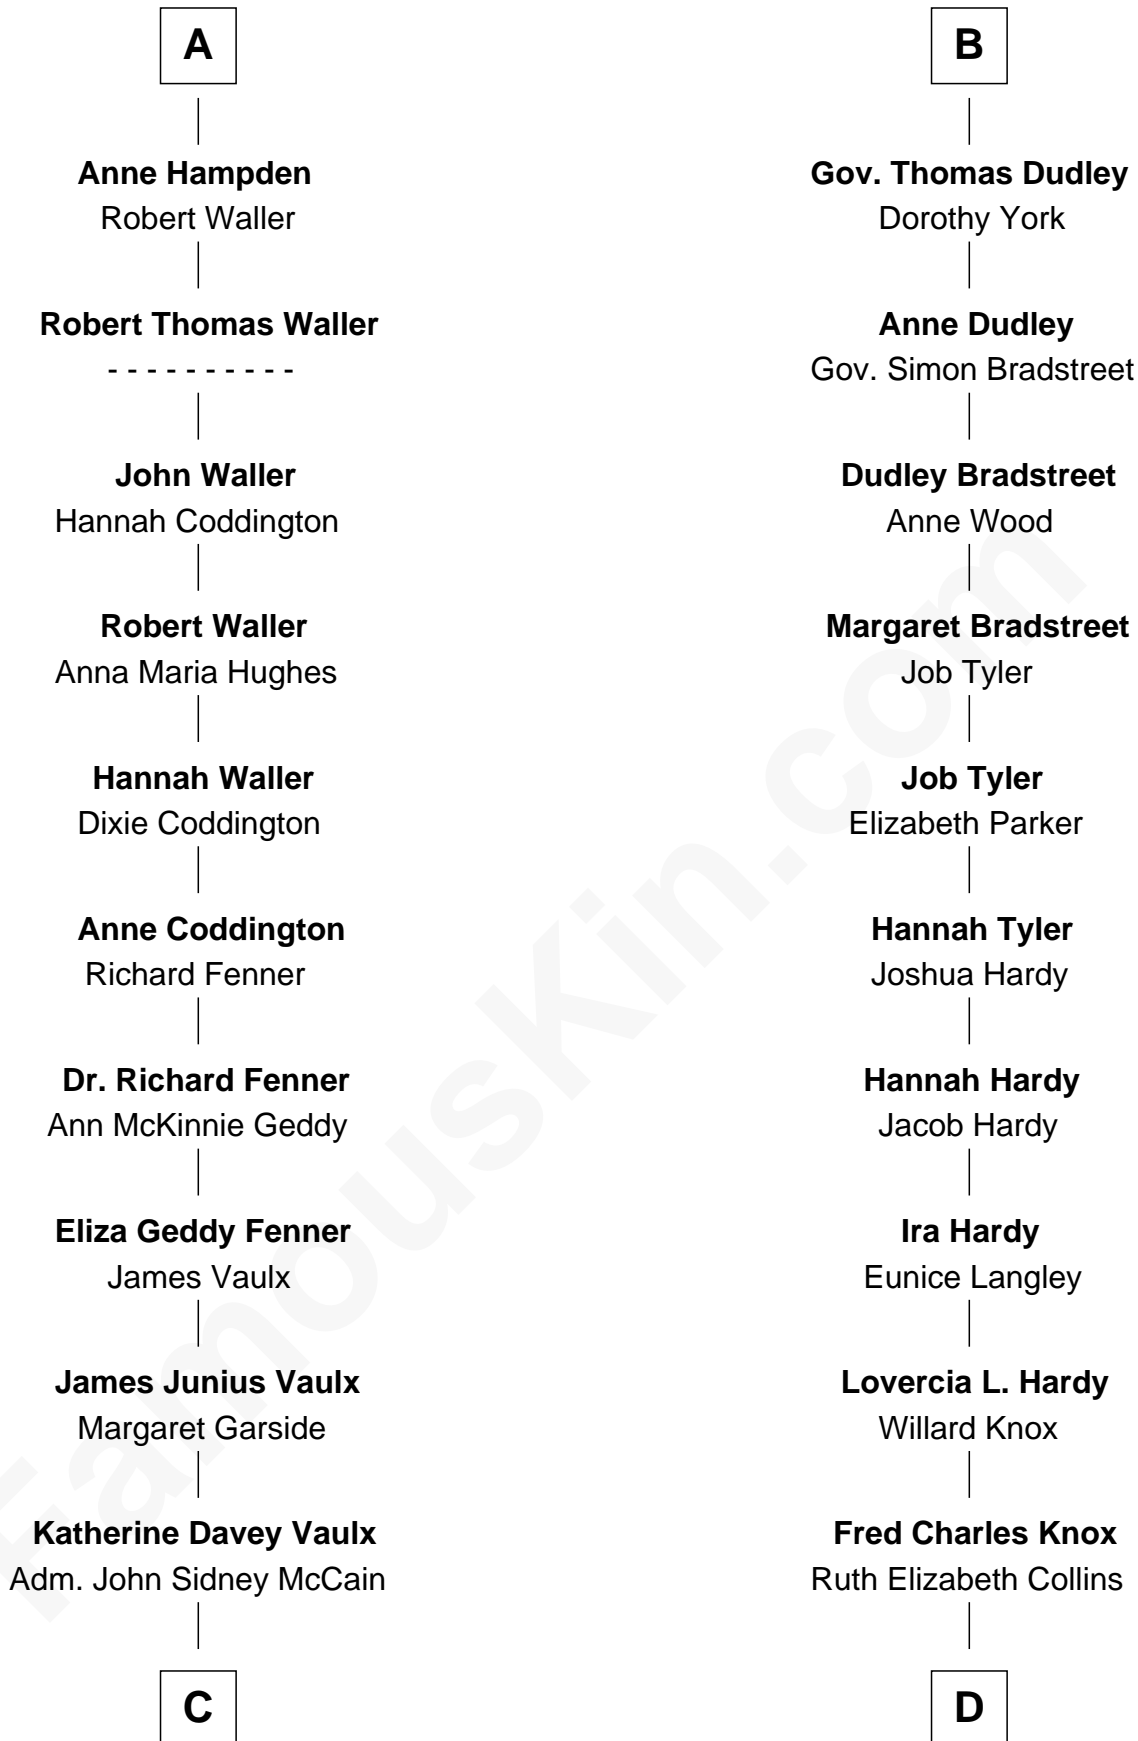 A
Anne Hampden
Robert Waller
Robert Thomas Waller
- - - - - - - - - -
John Waller
Hannah Coddington
Robert Waller
Anna Maria Hughes
Hannah Waller
Dixie Coddington
Anne Coddington
Richard Fenner
Dr. Richard Fenner
Ann McKinnie Geddy
Eliza Geddy Fenner
James Vaulx
James Junius Vaulx
Margaret Garside
Katherine Davey Vaulx
Adm. John Sidney McCain
C
B
Gov. Thomas Dudley
Dorothy York
Anne Dudley
Gov. Simon Bradstreet
Dudley Bradstreet
Anne Wood
Margaret Bradstreet
Job Tyler
Job Tyler
Elizabeth Parker
Hannah Tyler
Joshua Hardy
Hannah Hardy
Jacob Hardy
Ira Hardy
Eunice Langley
Lovercia L. Hardy
Willard Knox
Fred Charles Knox
Ruth Elizabeth Collins
D
FamousKin.com